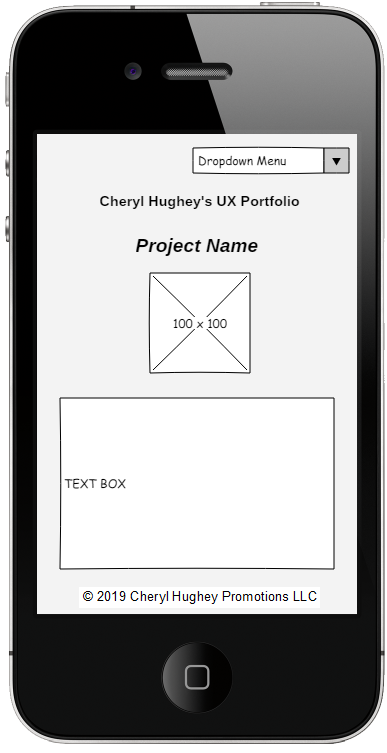 Dropdown Menu
Cheryl Hughey's UX Portfolio
Project Name
100 x 100
TEXT BOX
© 2019 Cheryl Hughey Promotions LLC